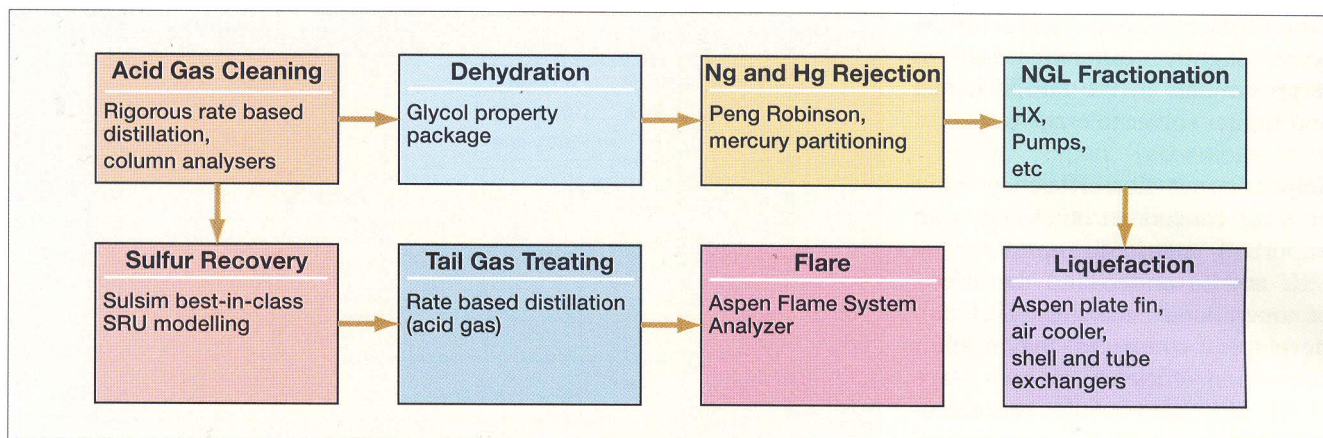 Acid Gas Cleaning
Rigorous rate based
distillation,
column analysers
Dehydration
Glycol property
package
Ng and Hg Rejection
Peng Robinson,
mercury partitioning
NGL Fractionation
HX,
Pumps,
etc
Sulfur Recovery
Sulsim best-in-class
SRU modelling
Tail Gas Treating
Rate based distillation
(acid gas)
Flare
Aspen Flame System
Analyzer
Liquefaction
Aspen plate fin,
air cooler,
shell and tube
exchangers